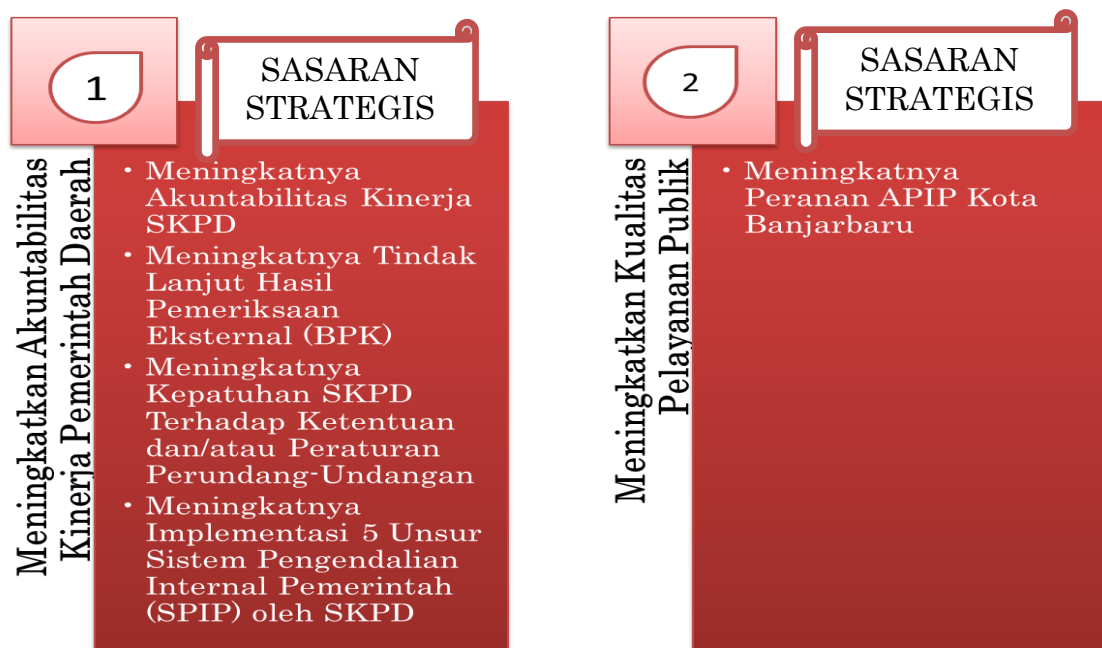 1
SASARAN
STRATEGIS
Meningkatkan Akuntabilitas
Kinerja Pemerintah Daerah
• Meningkatnya
Akuntabilitas Kinerja
SKPD
• Meningkatnya Tindak
Lanjut Hasil
Pemeriksaan
Eksternal (BPK)
• Meningkatnya
Kepatuhan SKPD
Terhadap Ketentuan
dan/atau Peraturan
Perundang-Undangan
• Meningkatnya
Implementasi 5 Unsur
Sistem Pengendalian
Internal Pemerintah
(SPIP) oleh SKPD
2
SASARAN
STRATEGIS
Meningkatkan Kualitas
Pelayanan Publik
• Meningkatnya
Peranan APIP Kota
Banjarbaru